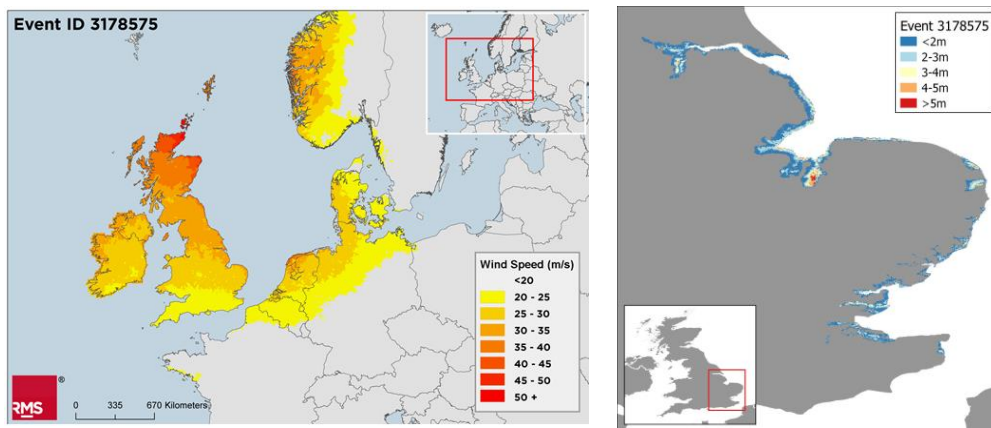 Event ID 3178575
Wind Speed (m/s)
<20
20 - 25
25 - 30
30 - 35
35 - 40
40 - 45
45 - 50
50 +
RMS
®
0 335 670 Kilometers
Event 3178575
<2m
2-3m
3-4m
4-5m
>5m